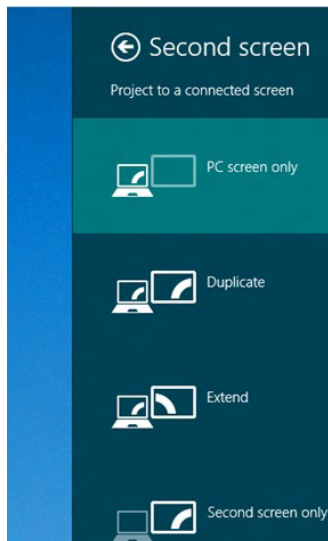 Second screen
Project to a connected screen
PC screen only
Duplicate
Extend
Second screen only